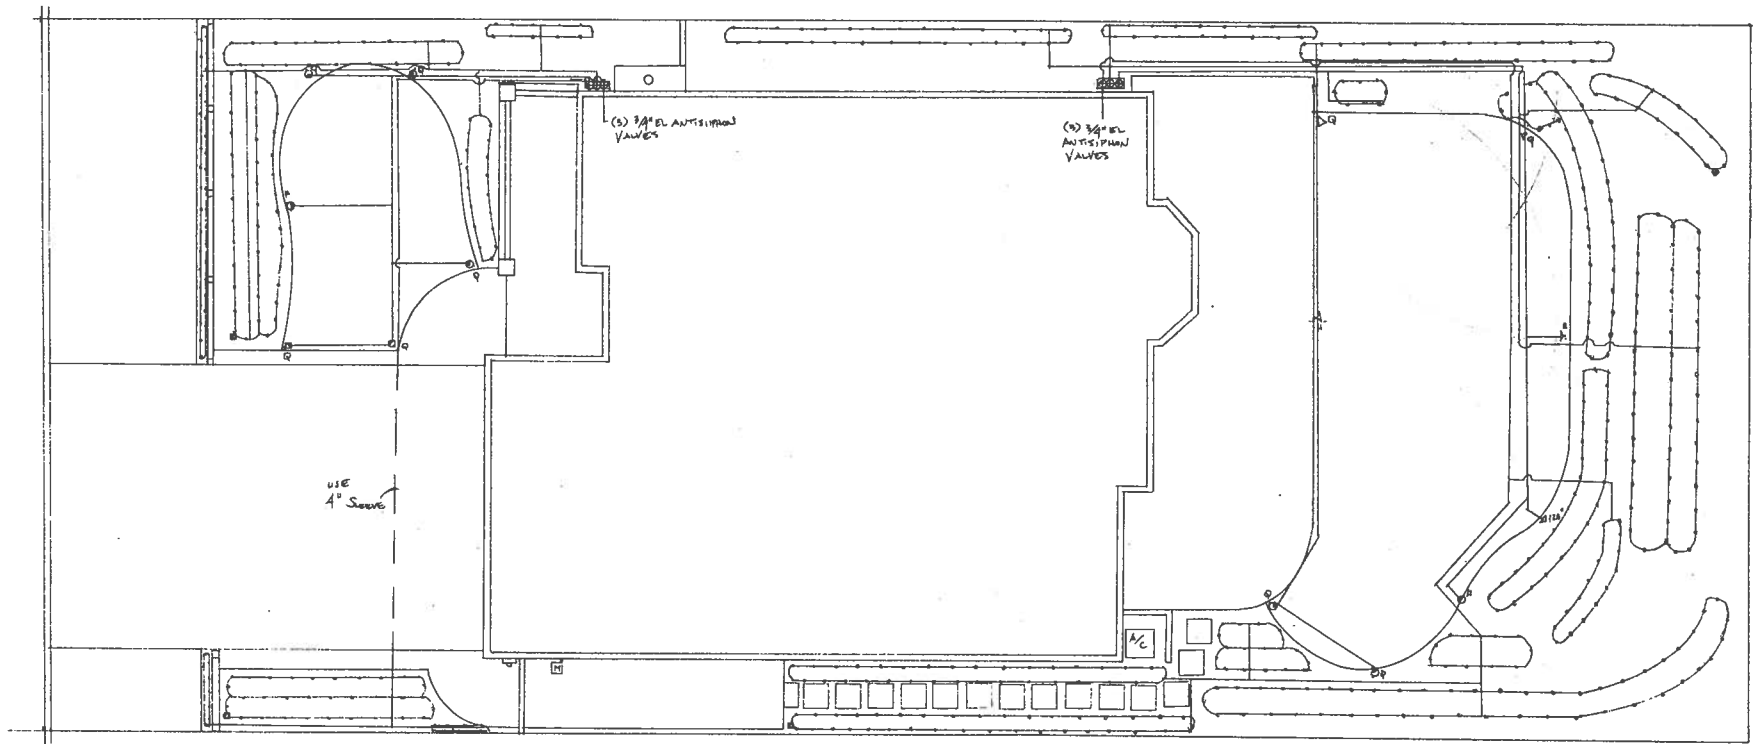 (3) 3/4" EL ANTISIPHON
VALVES
(3) 3/4" EL
ANTISIPHON
VALVES
USE
4" SLEEVE
A/C
M
Q
Q
Q
Q
Q
Q